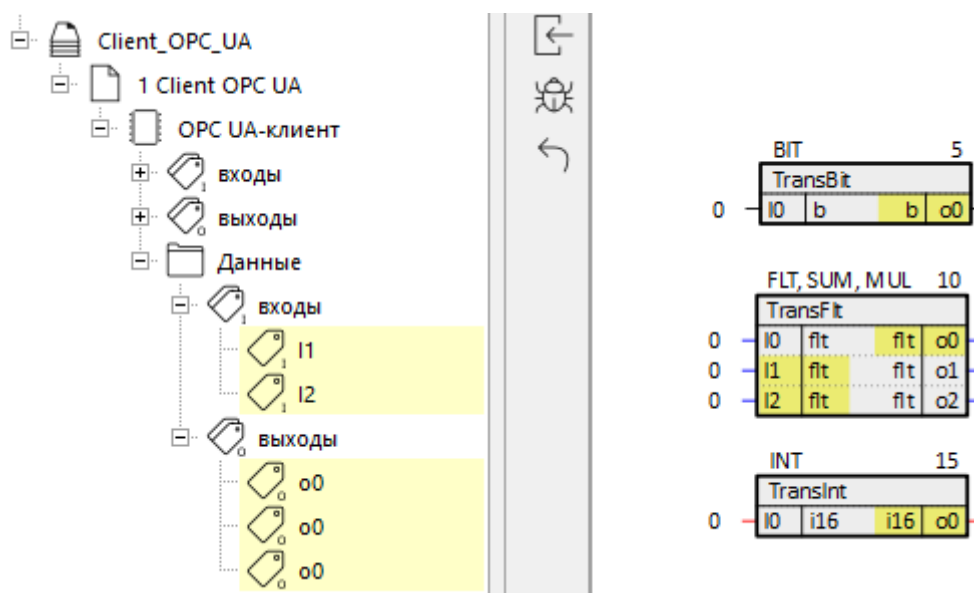 Client_OPC_UA
1 Client OPC UA
OPC UA-клиент
входы
выходы
Данные
входы
I1
I2
выходы
o0
o0
o0
BIT 5
TransBit
0 I0 b b o0
FLT, SUM, MUL 10
TransFlt
0 I0 flt flt o0
0 I1 flt flt o1
0 I2 flt flt o2
INT 15
TransInt
0 I0 i16 i16 o0